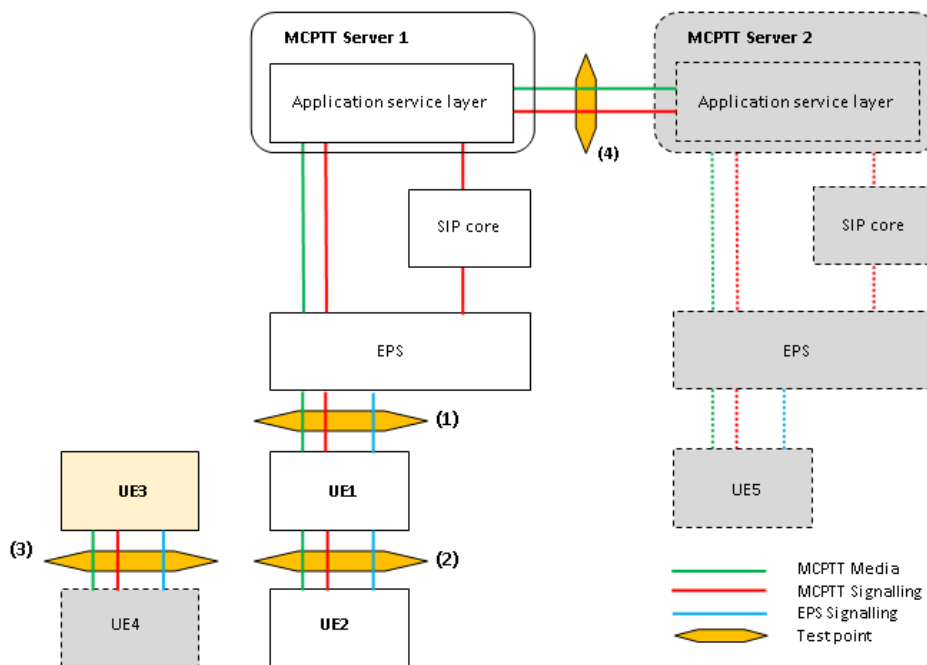 MCPTT Server 1
MCPTT Server 2
Application service layer
Application service layer
(4)
SIP core
SIP core
EPS
EPS
(1)
UE3
UE1
UE5
(3)
(2)
UE4
UE2
MCPTT Media
MCPTT Signalling
EPS Signalling
Test point